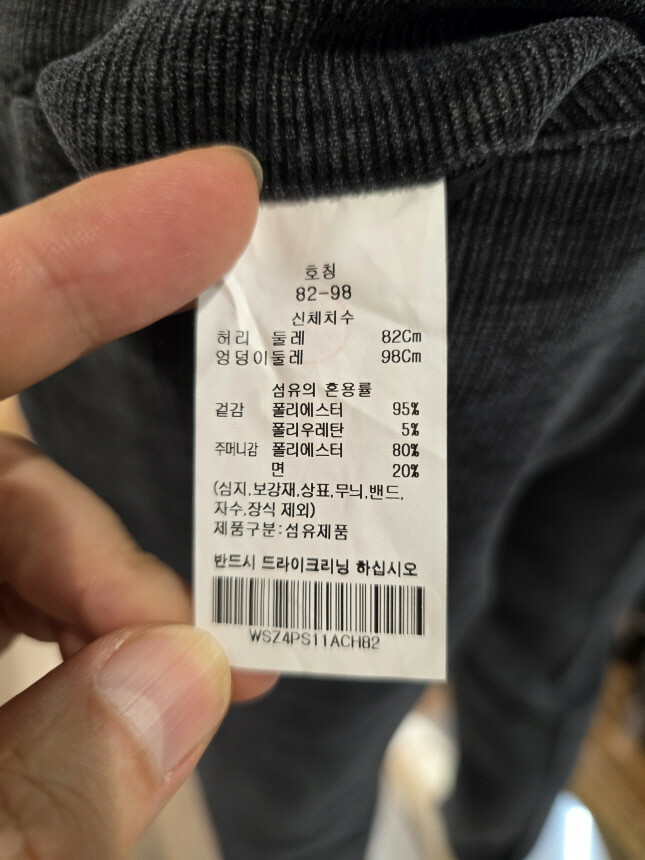 호칭
82-98
신체치수
허리 둘레 82Cm
엉덩이둘레 98Cm
섬유의 혼용률
겉감 폴리에스터 95%
폴리우레탄 5%
주머니감 폴리에스터 80%
면 20%
(심지,보강재,상표,무늬,밴드,
자수,장식 제외)
제품구분:섬유제품
반드시 드라이크리닝 하십시오
WSZ4PS11ACH82